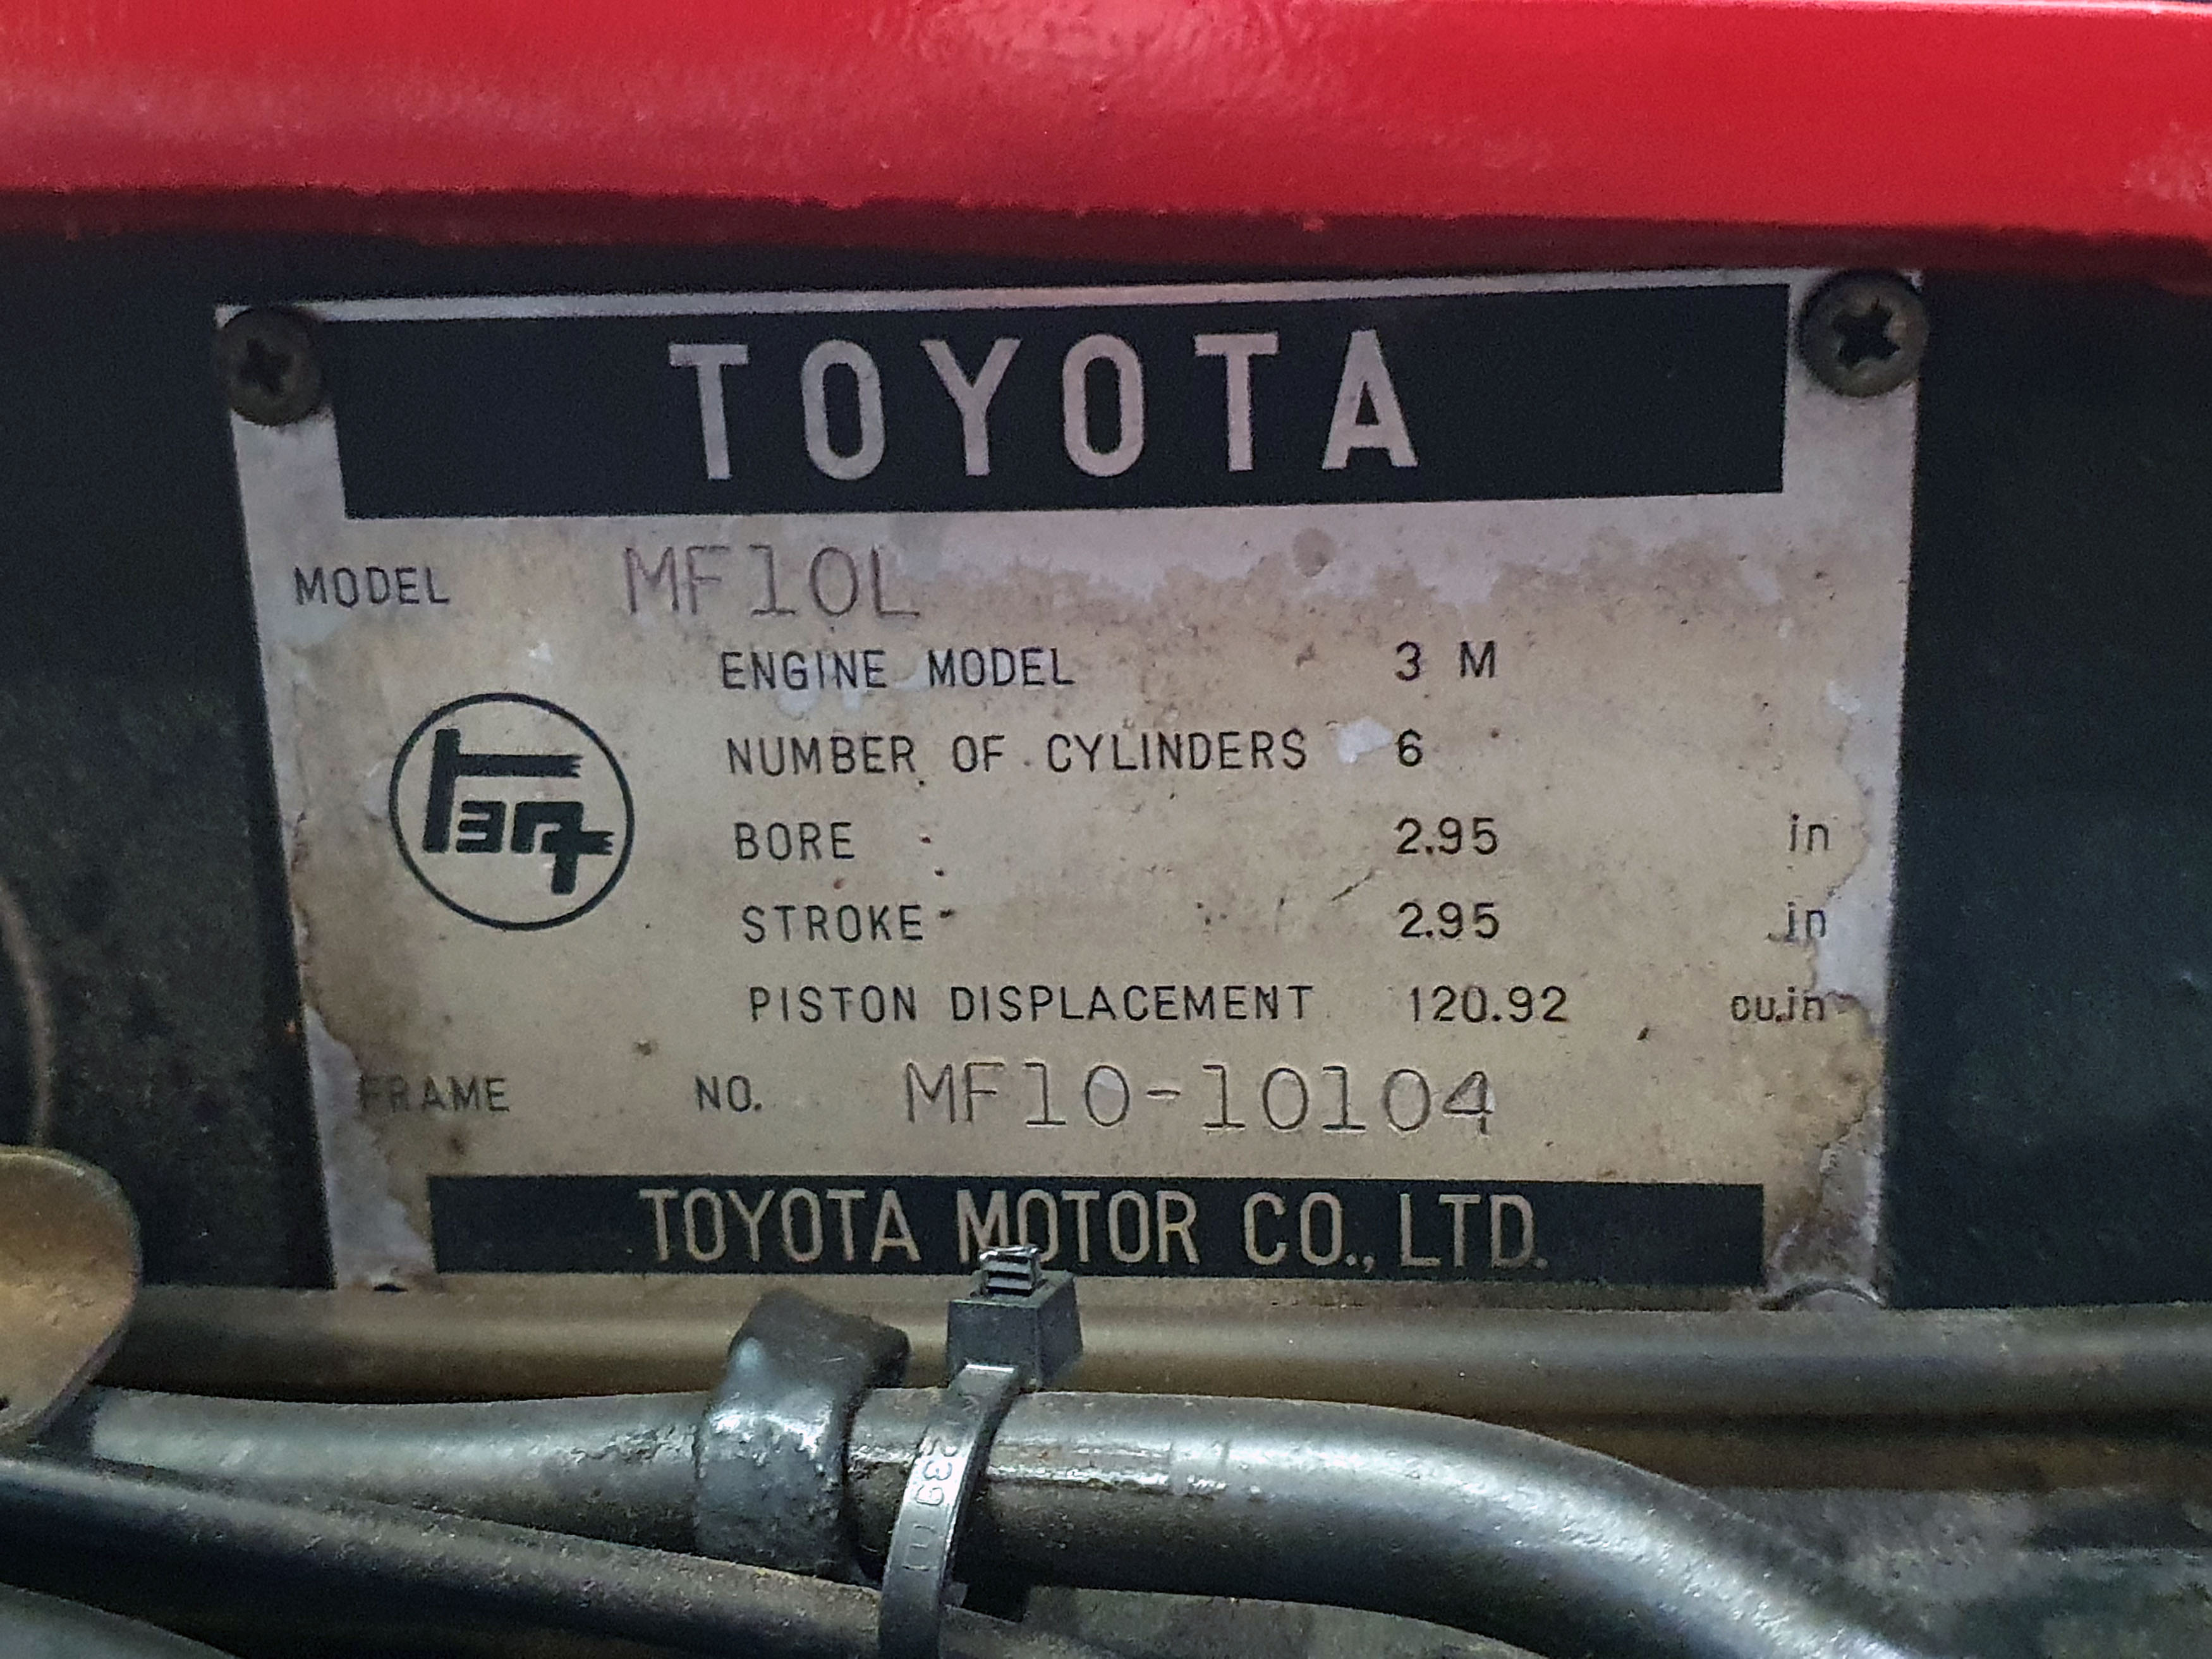 TOYOTA
MODEL MF10L
ENGINE MODEL 3 M
NUMBER OF CYLINDERS 6
TEQ
BORE 2.95 in
STROKE 2.95 in
PISTON DISPLACEMENT 120.92 cu.in
FRAME NO. MF10-10104
TOYOTA MOTOR CO., LTD.